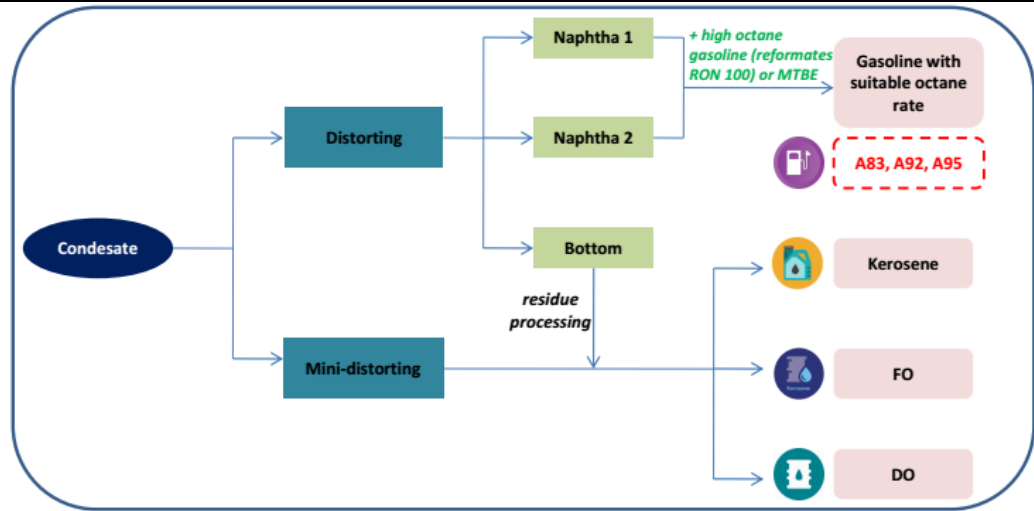 Naphtha 1
+ high octane
gasoline (reformates
RON 100) or MTBE
Gasoline with
suitable octane
rate
Distorting
Naphtha 2
A83, A92, A95
Condesate
Bottom
Kerosene
residue
processing
Mini-distorting
Kerosene
FO
DO